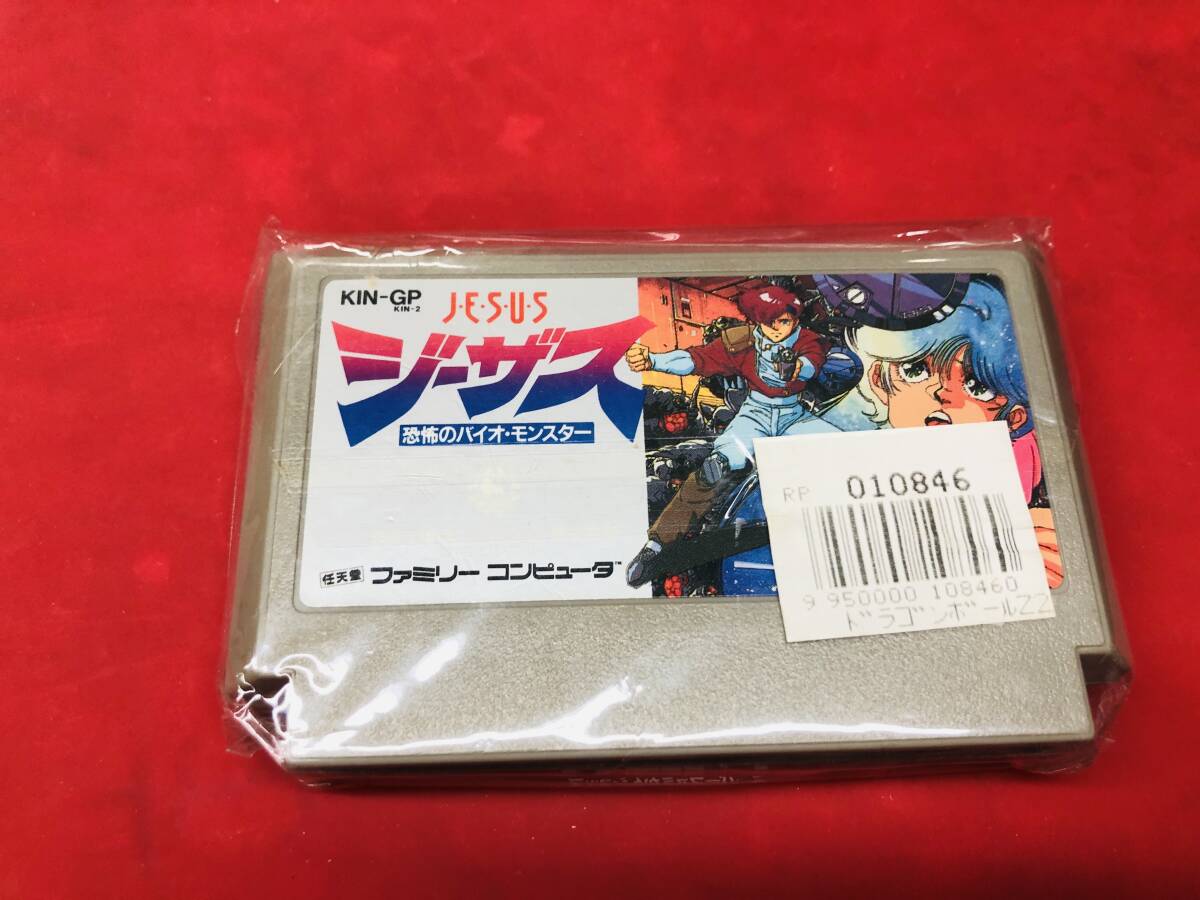 KIN-GP
KIN-2
J・E・S・U・S
ジーザス
恐怖のバイオ・モンスター
任天堂 ファミリー コンピュータ™
RP 010846
9 950000 108460
ドラゴンボールZ2